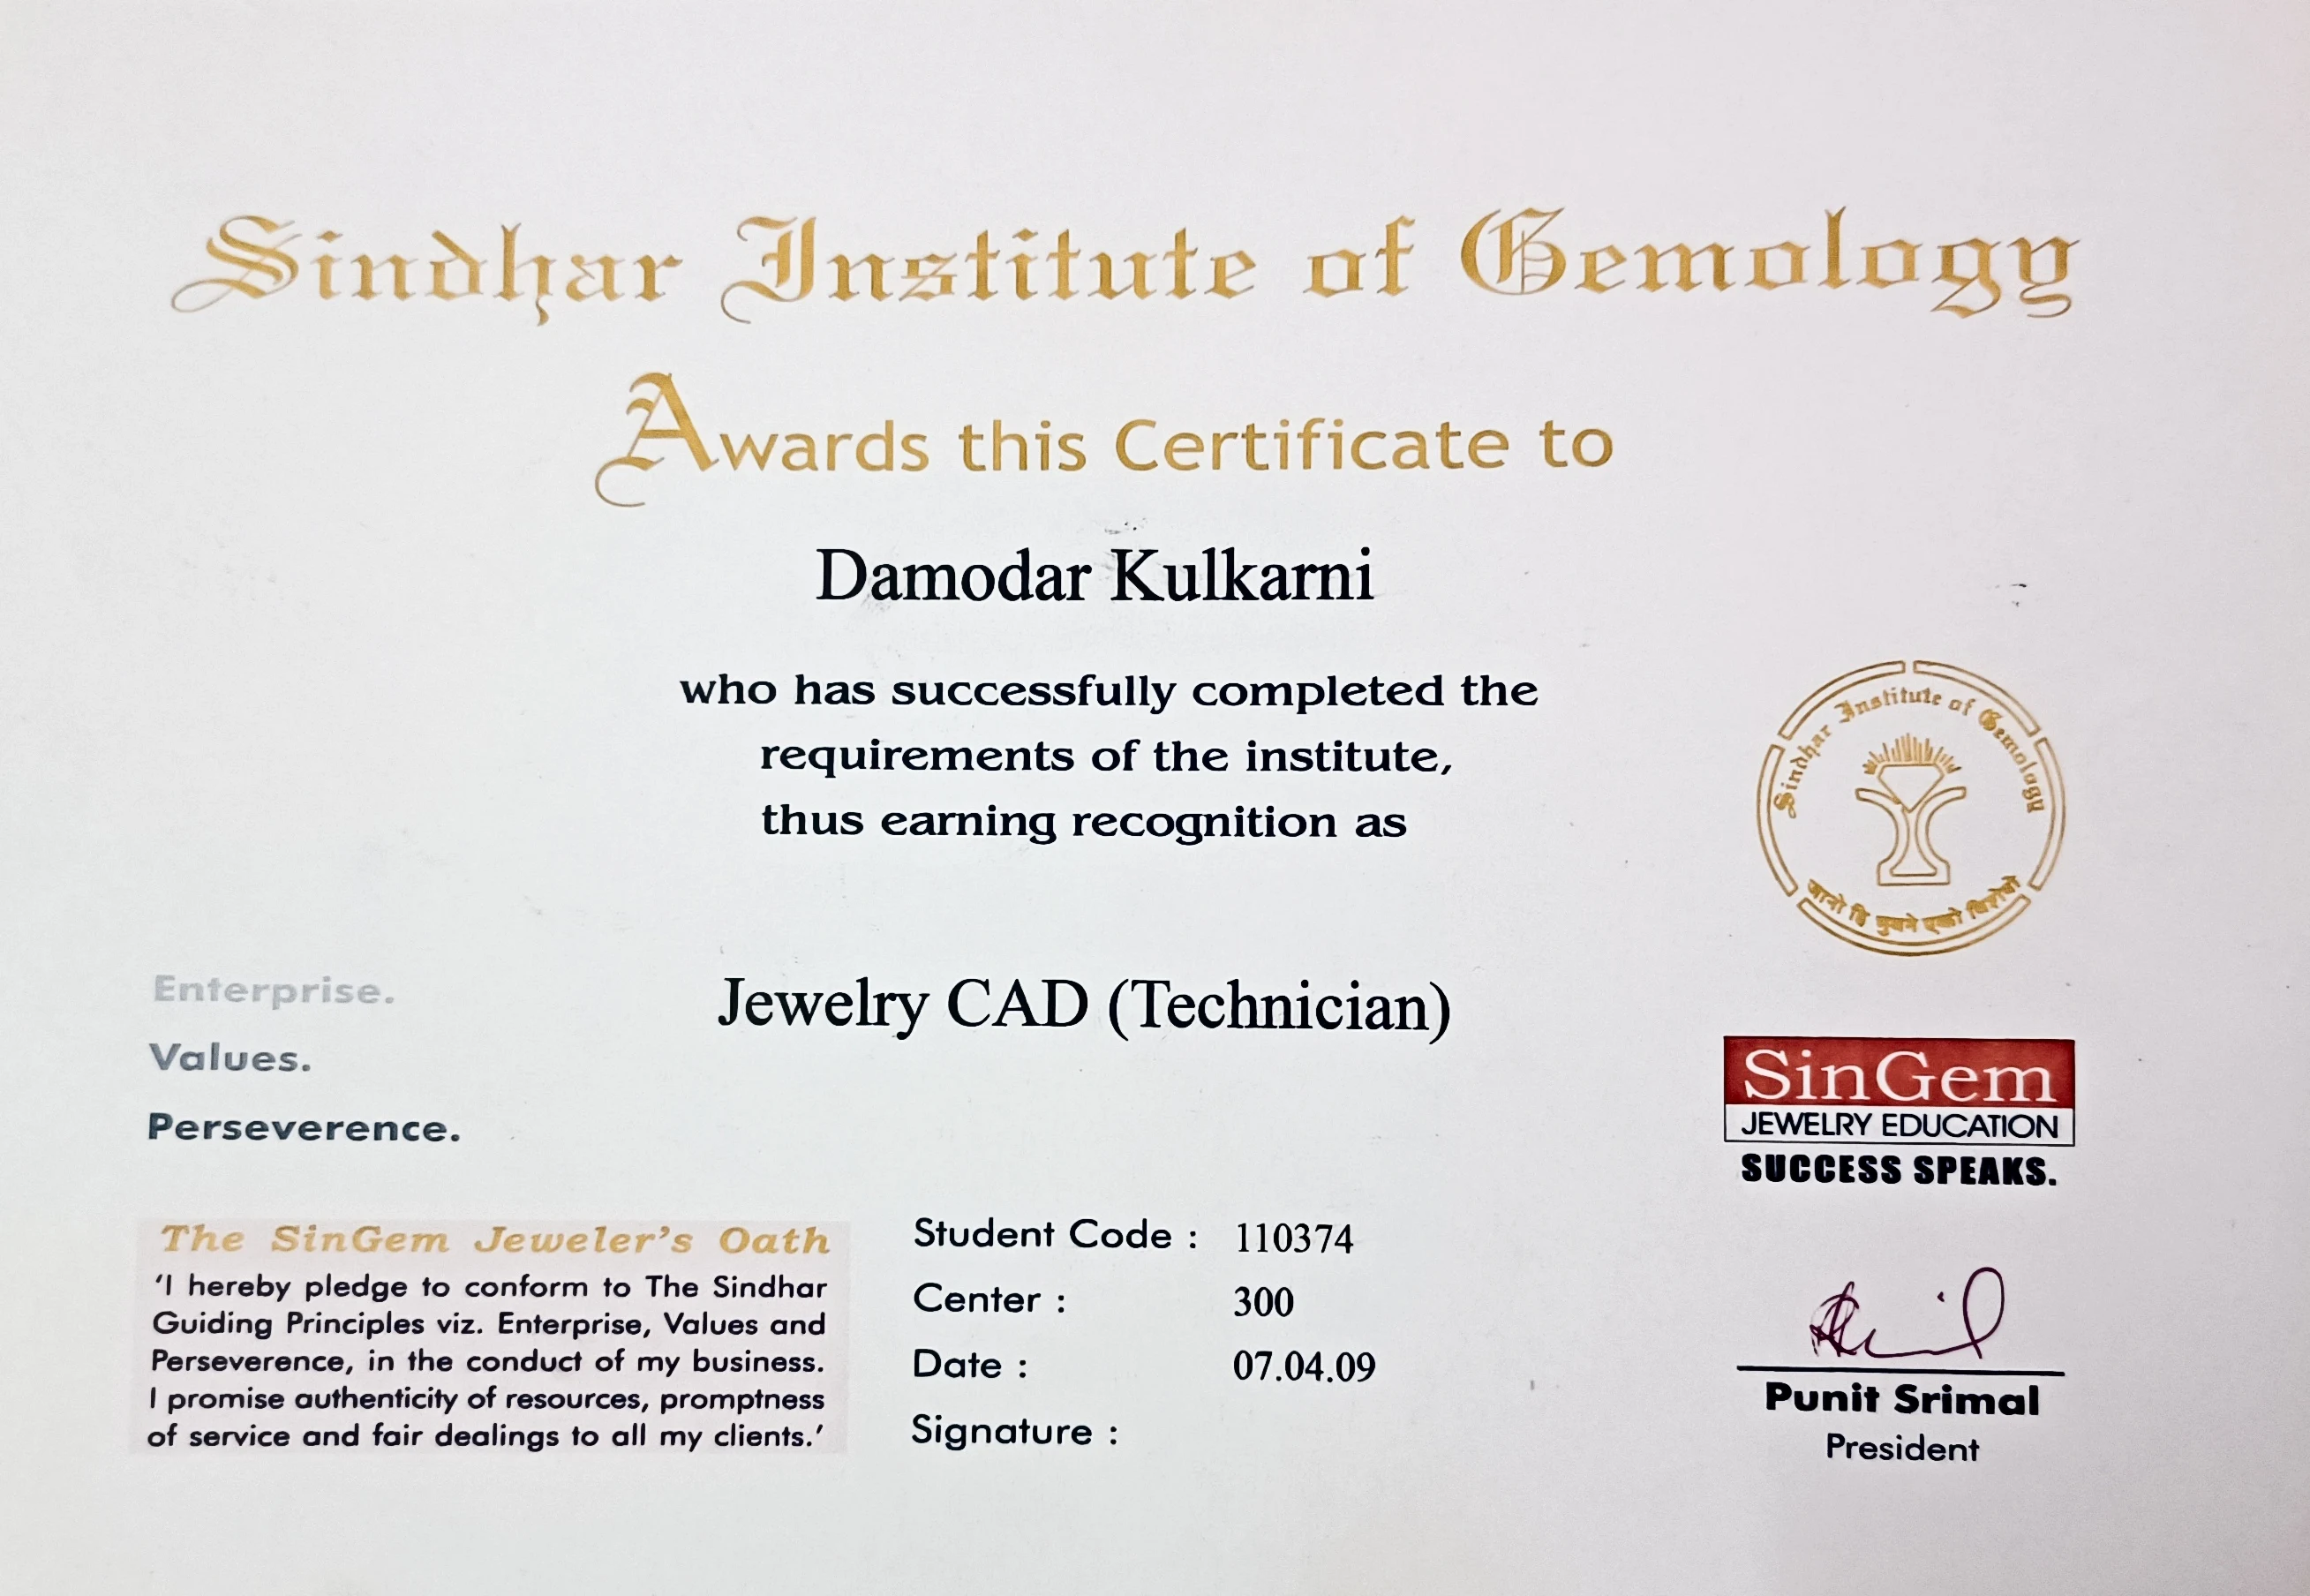 Sindhar Institute of Gemology
Awards this Certificate to
Damodar Kulkarni
who has successfully completed the
requirements of the institute,
thus earning recognition as
Sindhar Institute of Gemology
Jewelry CAD (Technician)
Enterprise.
Values.
Perseverence.
SinGem
JEWELRY EDUCATION
SUCCESS SPEAKS.
The SinGem Jeweler's Oath
'I hereby pledge to conform to The Sindhar
Guiding Principles viz. Enterprise, Values and
Perseverence, in the conduct of my business.
I promise authenticity of resources, promptness
of service and fair dealings to all my clients.'
Student Code : 110374
Center : 300
Date : 07.04.09
Signature :
Punit Srimal
President